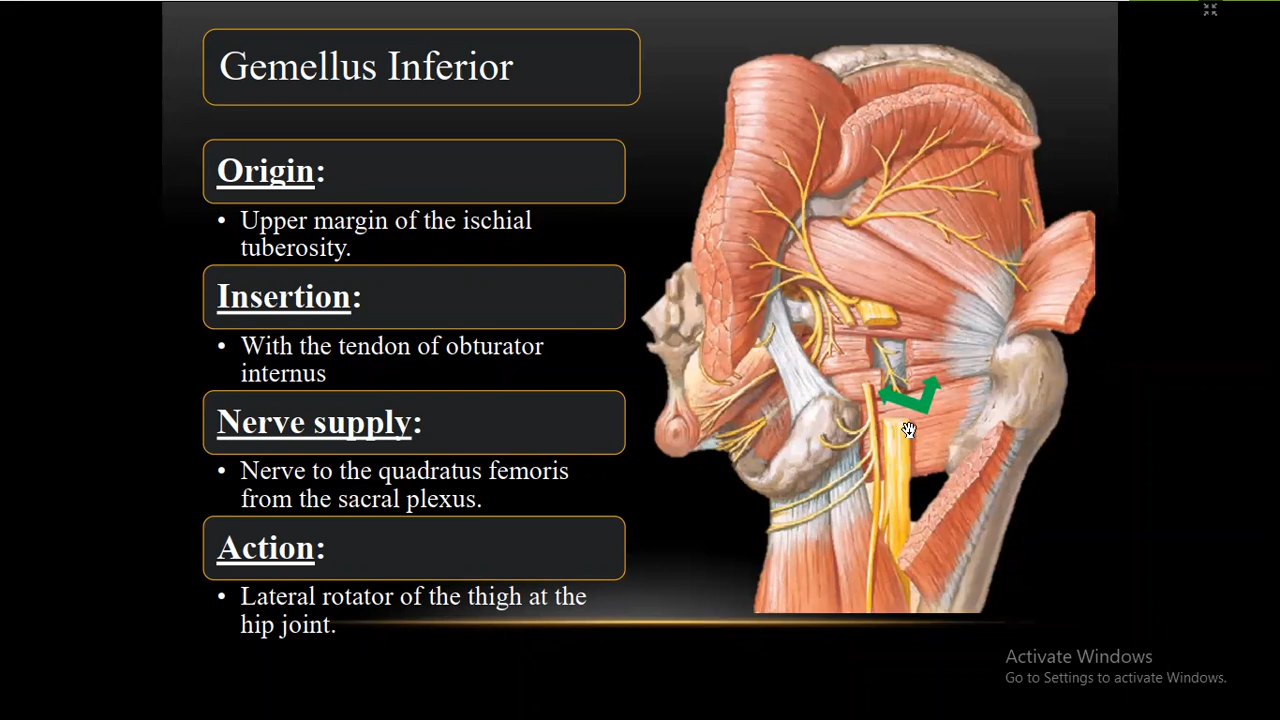 Gemellus Inferior
Origin:
• Upper margin of the ischial
tuberosity.
Insertion:
• With the tendon of obturator
internus
Nerve supply:
• Nerve to the quadratus femoris
from the sacral plexus.
Action:
• Lateral rotator of the thigh at the
hip joint.
Activate Windows
Go to Settings to activate Windows.